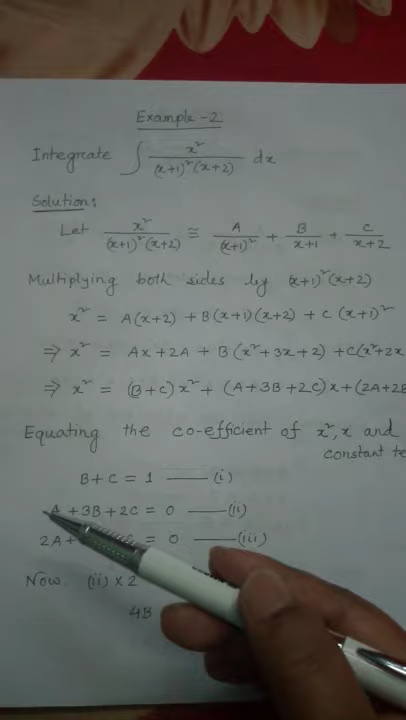 Example-2
Integrate ∫ x²/((x+1)²(x+2)) dx
Solution:
Let x²/((x+1)²(x+2)) ≅ A/(x+1)² + B/(x+1) + C/(x+2)
Multiplying both sides by (x+1)²(x+2)
x² = A(x+2) + B(x+1)(x+2) + C(x+1)²
⇒ x² = Ax+2A + B(x²+3x+2) + C(x²+2x
⇒ x² = (B+C)x² + (A+3B+2C)x + (2A+2B
Equating the co-efficient of x², x and
constant te
B+C = 1 —— (i)
A+3B+2C = 0 —— (ii)
2A+ = 0 —— (iii)
Now, (ii) × 2
4B